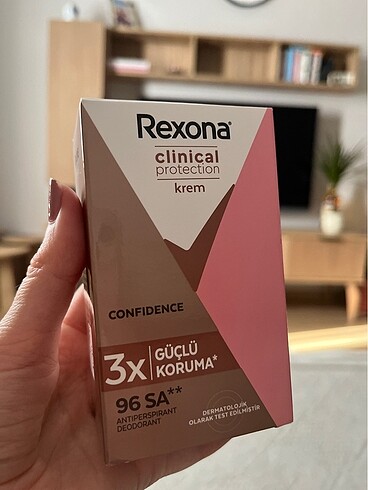 Rexona®
clinical
protection
krem
CONFIDENCE
3x GÜÇLÜ
KORUMA*
96 SA**
ANTIPERSPIRANT
DEODORANT
DERMATOLOJİK
OLARAK TEST EDİLMİŞTİR